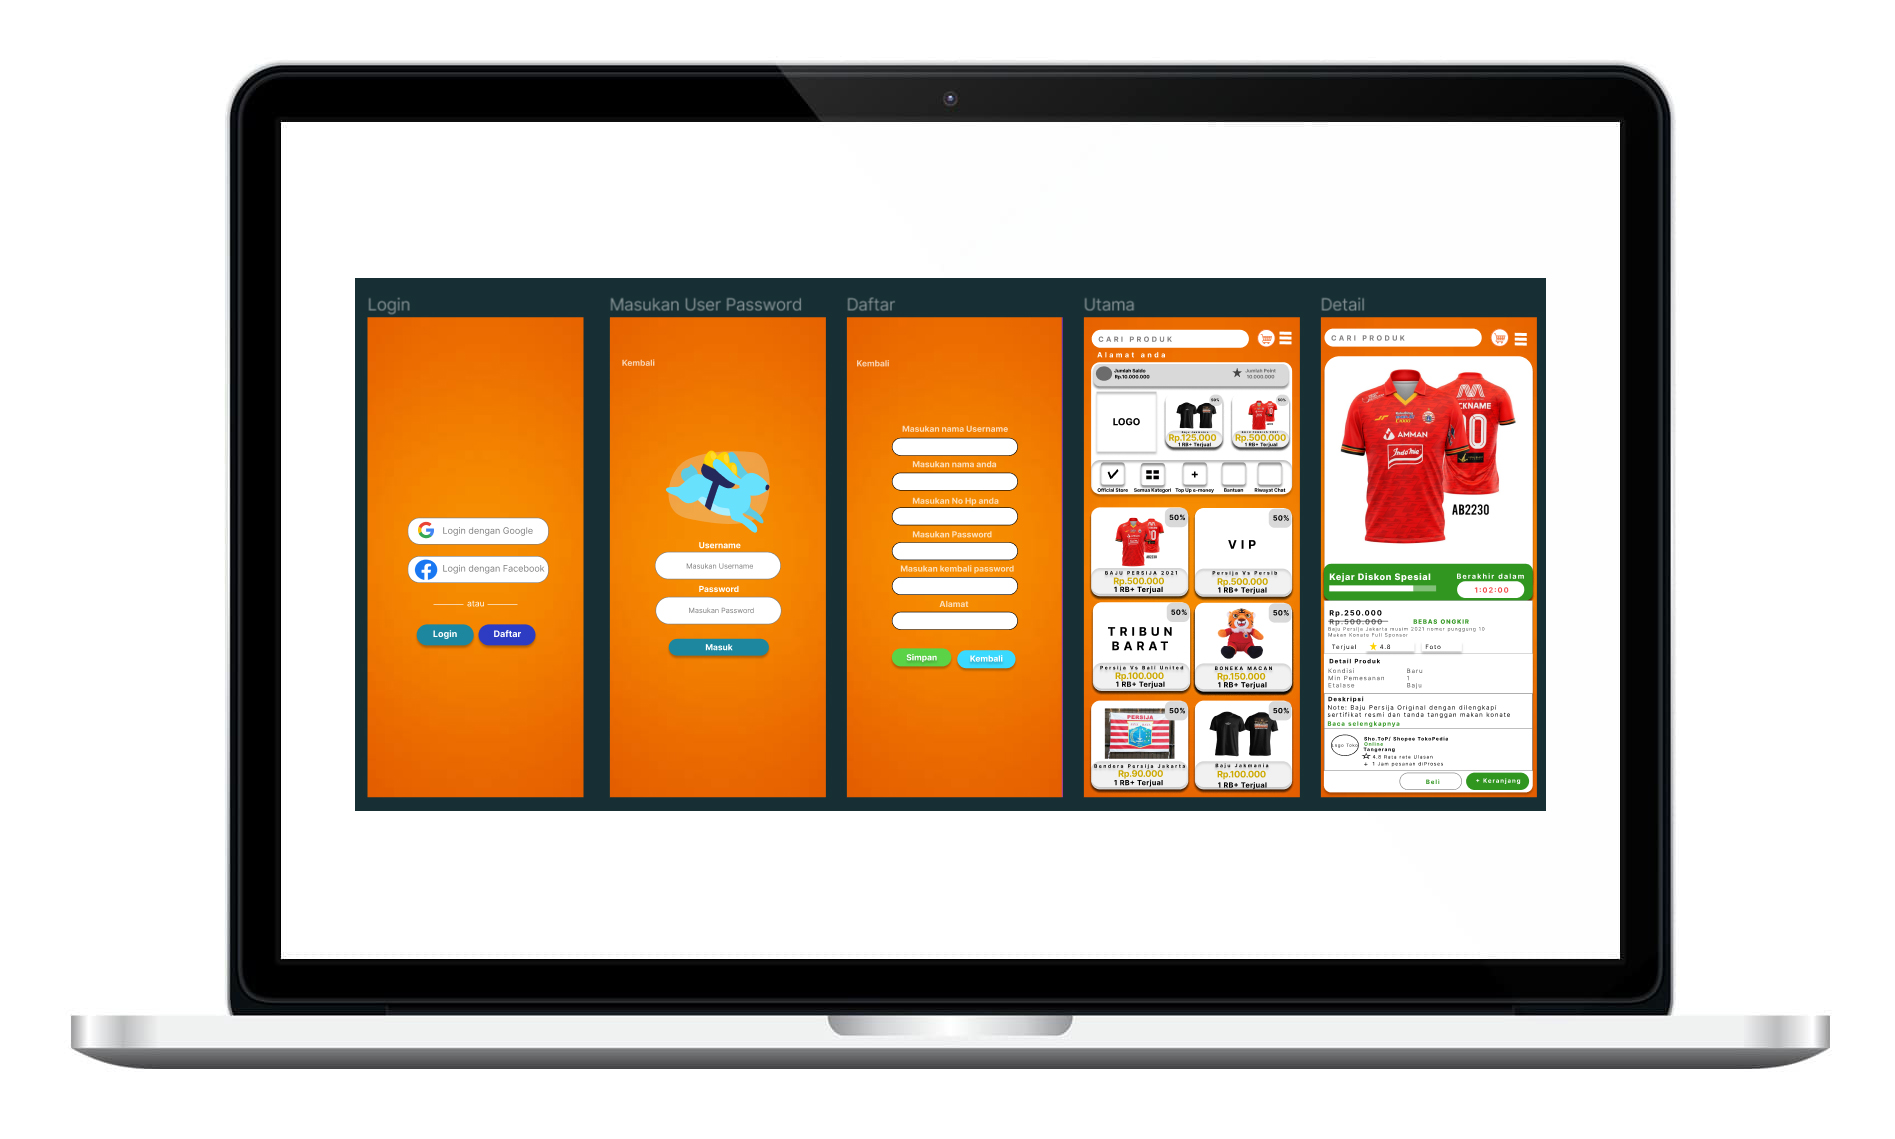 Login
Login dengan Google
Login dengan Facebook
atau
Login
Daftar
Masukan User Password
Kembali
Username
Masukan Username
Password
Masukan Password
Masuk
Daftar
Kembali
Masukan nama Username
Masukan nama anda
Masukan No Hp anda
Masukan Password
Masukan kembali password
Alamat
Simpan
Kembali
Utama
CARI PRODUK
Alamat anda
Jumlah Saldo
Rp.10.000.000
Jumlah Point
10.000.000
LOGO
50%
Rp.125.000
1 RB+ Terjual
50%
Rp.500.000
1 RB+ Terjual
Official Store
Semua Kategori
Top Up e-money
Bantuan
Riwayat Chat
50%
AB2230
BAJU PERSIJA 2021
Rp.500.000
1 RB+ Terjual
50%
VIP
Persija Vs Persib
Rp.500.000
1 RB+ Terjual
50%
TRIBUN
BARAT
Persija Vs Bali United
Rp.100.000
1 RB+ Terjual
50%
BONEKA MACAN
Rp.150.000
1 RB+ Terjual
50%
PERSIJA
Bendera Persija Jakarta
Rp.90.000
1 RB+ Terjual
50%
Baju Jakmania
Rp.100.000
1 RB+ Terjual
Detail
CARI PRODUK
AMMAN
Indomie
CKNAME
10
AB2230
Kejar Diskon Spesial
Berakhir dalam
1:02:00
Rp.250.000
Rp.500.000
BEBAS ONGKIR
Baju Persija Jakarta musim 2021 nomer punggung 10
Makan Konate Full Sponsor
Terjual
4.8
Foto
Detail Produk
Kondisi Baru
Min Pemesanan 1
Etalase Baju
Deskripsi
Note: Baju Persija Original dengan dilengkapi
sertifikat resmi dan tanda tanggan makan konate
Baca selengkapnya
Logo Toko
Sho.ToP/ Shopee TokoPedia
Online
Tangerang
4.8 Rata rata Ulasan
+ 1 Jam pesanan diProses
Beli
+ Keranjang